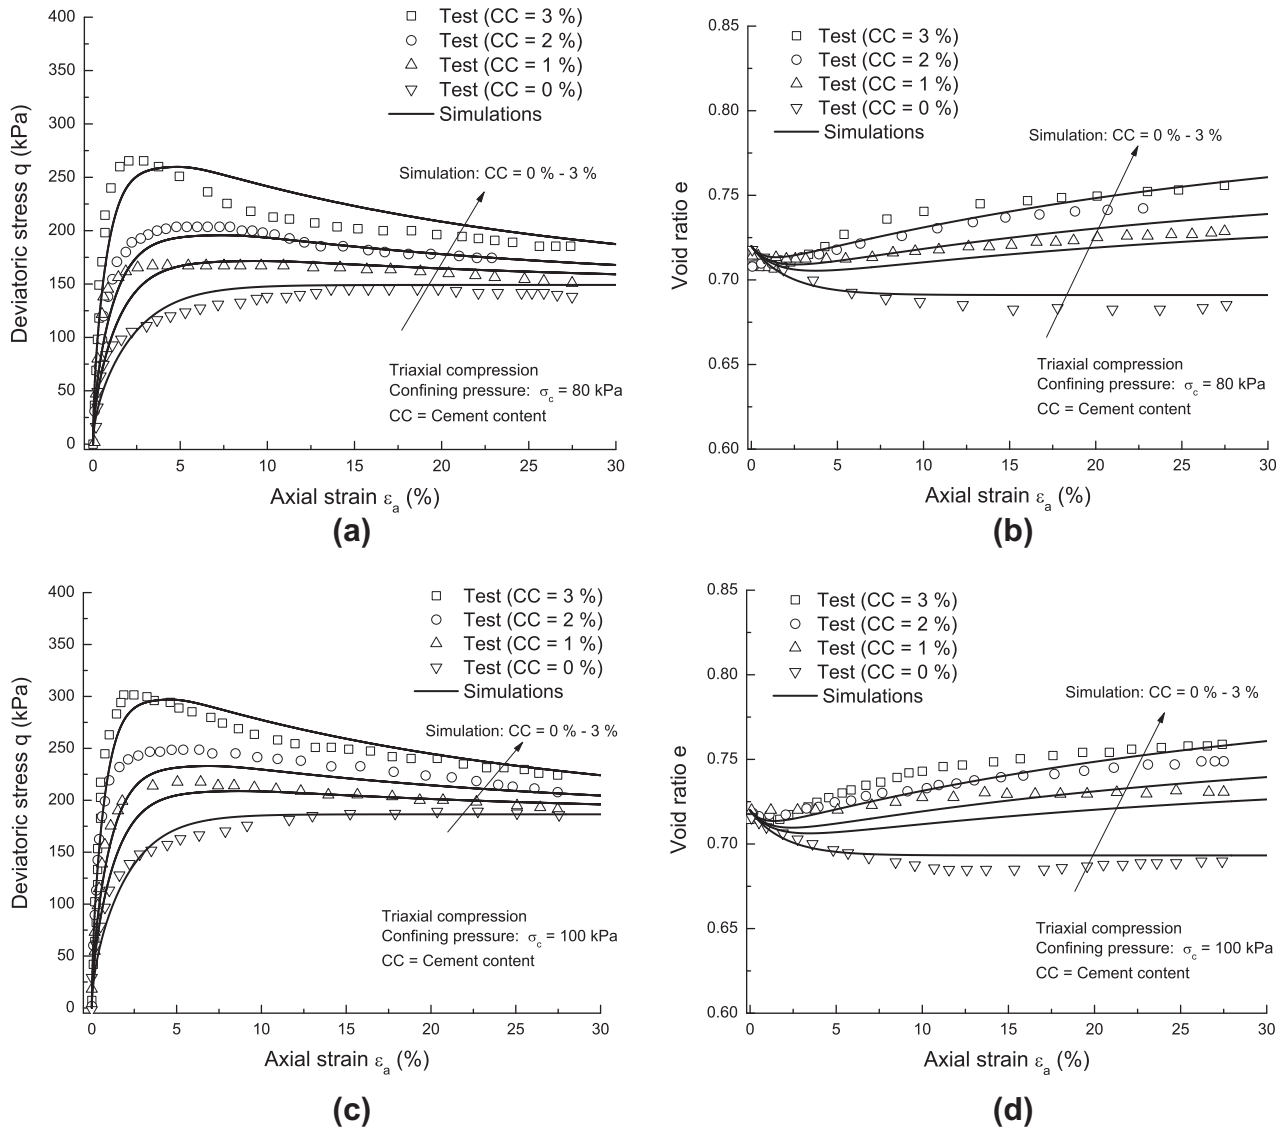 400
350
300
250
200
150
100
50
0
Deviatoric stress q (kPa)
Test (CC = 3 %)
Test (CC = 2 %)
Test (CC = 1 %)
Test (CC = 0 %)
Simulations
Simulation: CC = 0 % - 3 %
Triaxial compression
Confining pressure: σc = 80 kPa
CC = Cement content
0 5 10 15 20 25 30
Axial strain εa (%)
(a)
0.85
0.80
0.75
0.70
0.65
0.60
Void ratio e
Test (CC = 3 %)
Test (CC = 2 %)
Test (CC = 1 %)
Test (CC = 0 %)
Simulations
Simulation: CC = 0 % - 3 %
Triaxial compression
Confining pressure: σc = 80 kPa
CC = Cement content
0 5 10 15 20 25 30
Axial strain εa (%)
(b)
400
350
300
250
200
150
100
50
0
Deviatoric stress q (kPa)
Test (CC = 3 %)
Test (CC = 2 %)
Test (CC = 1 %)
Test (CC = 0 %)
Simulations
Simulation: CC = 0 % - 3 %
Triaxial compression
Confining pressure: σc = 100 kPa
CC = Cement content
0 5 10 15 20 25 30
Axial strain εa (%)
(c)
0.85
0.80
0.75
0.70
0.65
0.60
Void ratio e
Test (CC = 3 %)
Test (CC = 2 %)
Test (CC = 1 %)
Test (CC = 0 %)
Simulations
Simulation: CC = 0 % - 3 %
Triaxial compression
Confining pressure: σc = 100 kPa
CC = Cement content
0 5 10 15 20 25 30
Axial strain εa (%)
(d)